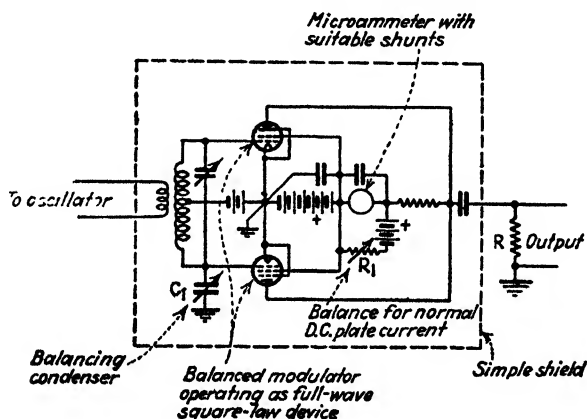 Microammeter with
suitable shunts
To oscillator
+
+
R₁
R
Output
C₁
Balance for normal
D.C. plate current
Balancing
condenser
Balanced modulator
operating as full-wave
square-law device
Simple shield